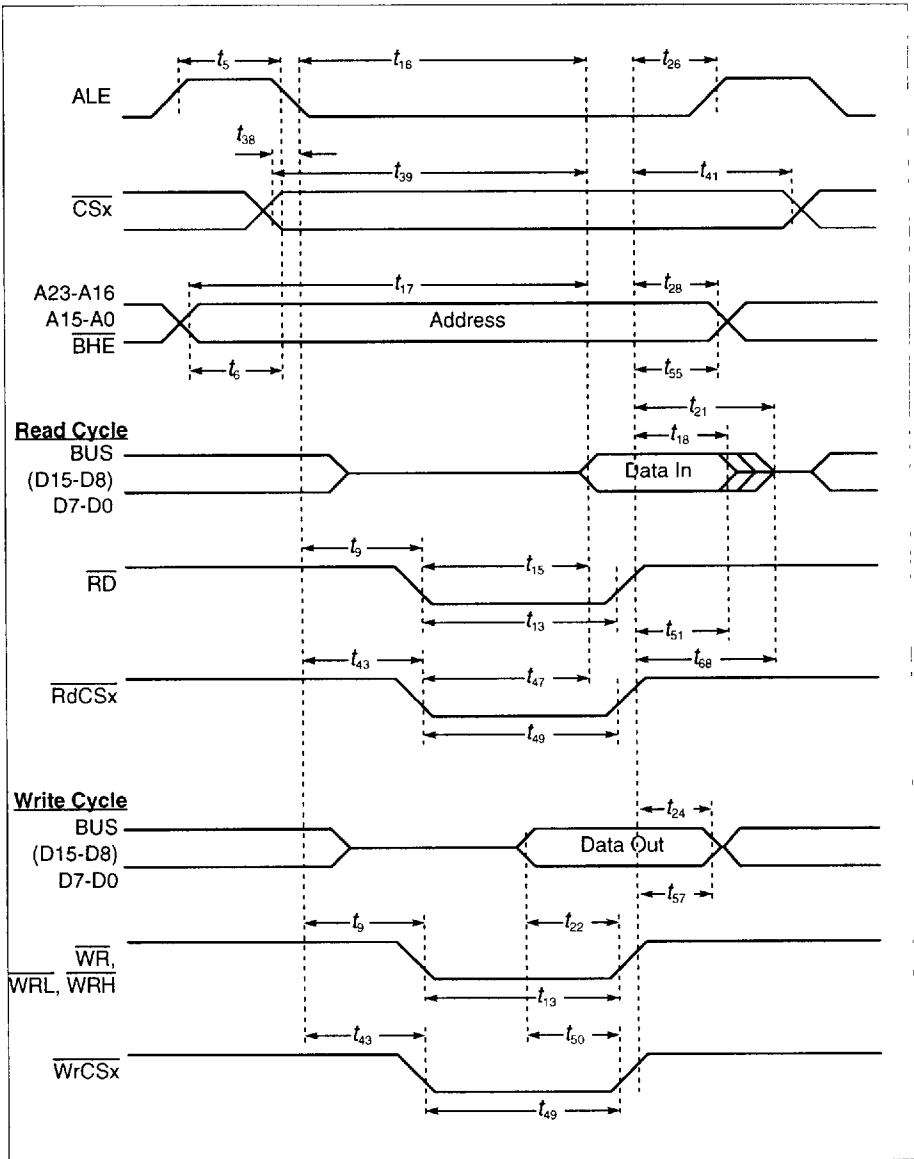 t5
t16
t26
ALE
t38
t39
t41
CSx
t17
t28
A23-A16
A15-A0
BHE
Address
t6
t55
t21
Read Cycle
t18
BUS
(D15-D8)
D7-D0
Data In
t9
t15
RD
t13
t51
t43
t47
t68
RdCSx
t49
Write Cycle
t24
BUS
(D15-D8)
D7-D0
Data Out
t57
t9
t22
WR,
WRL, WRH
t13
t43
t50
WrCSx
t49